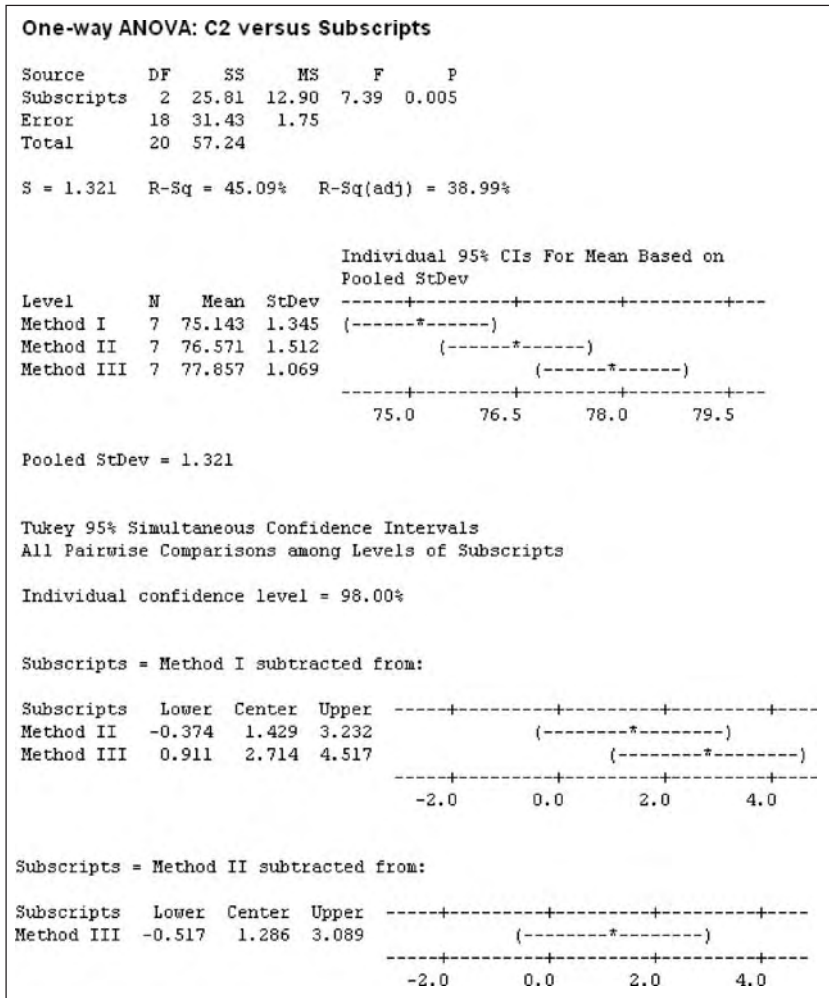 One-way ANOVA: C2 versus Subscripts
Source      DF     SS     MS     F      P
Subscripts   2  25.81  12.90  7.39  0.005
Error       18  31.43   1.75
Total       20  57.24
S = 1.321   R-Sq = 45.09%   R-Sq(adj) = 38.99%
Individual 95% CIs For Mean Based on
Pooled StDev
Level       N    Mean  StDev  ------+---------+---------+---------+---
Method I    7  75.143  1.345  (------*------)
Method II   7  76.571  1.512           (------*------)
Method III  7  77.857  1.069                    (------*------)
------+---------+---------+---------+---
75.0      76.5      78.0      79.5
Pooled StDev = 1.321
Tukey 95% Simultaneous Confidence Intervals
All Pairwise Comparisons among Levels of Subscripts
Individual confidence level = 98.00%
Subscripts = Method I subtracted from:
Subscripts   Lower  Center  Upper  -----+---------+---------+---------+----
Method II   -0.374   1.429  3.232              (--------*--------)
Method III   0.911   2.714  4.517                     (--------*--------)
-----+---------+---------+---------+----
-2.0       0.0       2.0       4.0
Subscripts = Method II subtracted from:
Subscripts   Lower  Center  Upper  -----+---------+---------+---------+----
Method III  -0.517   1.286  3.089             (--------*--------)
-----+---------+---------+---------+----
-2.0       0.0       2.0       4.0